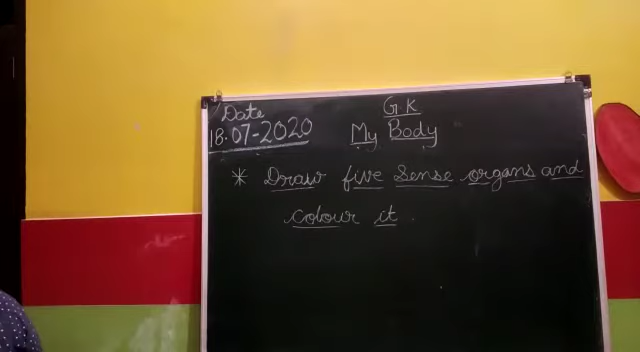 Date
G.K
18.07-2020
My Body
* Draw five sense organs and
colour it.